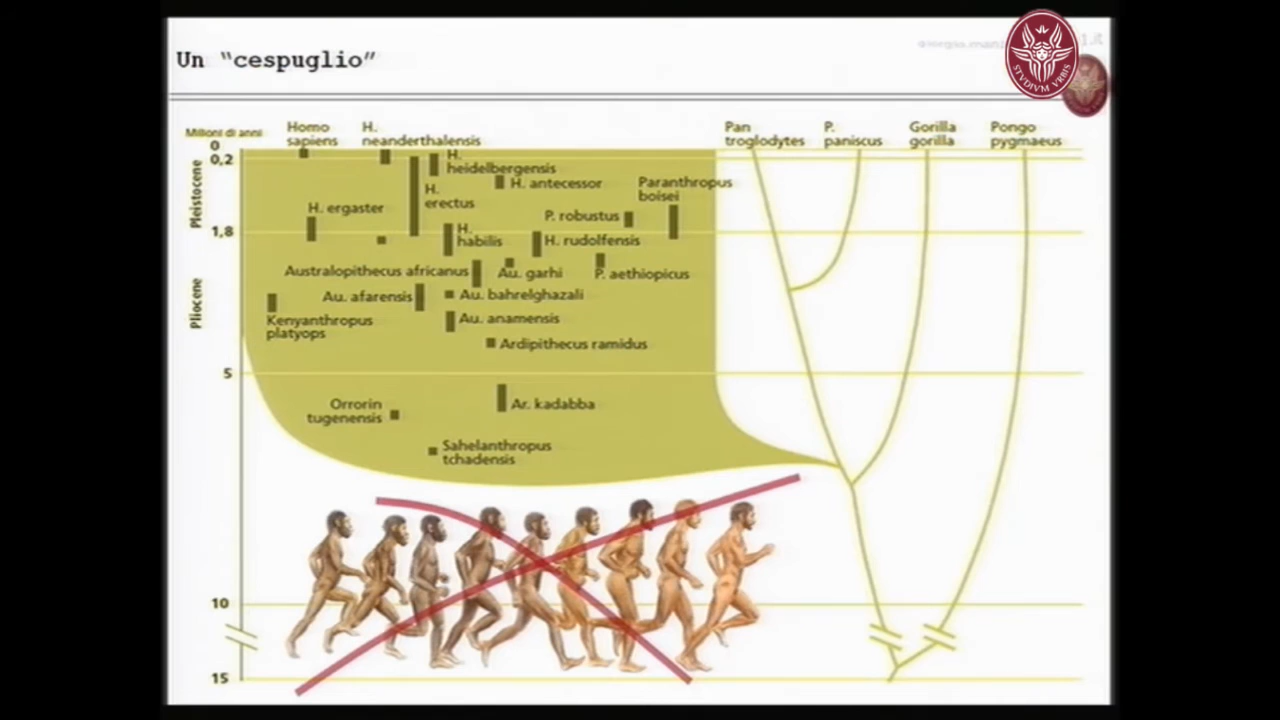 Un “cespuglio”
STVDIVM VRBIS
Milioni di anni
Homo
sapiens
H.
neanderthalensis
Pan
troglodytes
P.
paniscus
Gorilla
gorilla
Pongo
pygmaeus
0
0,2
H.
heidelbergensis
H. antecessor
Paranthropus
boisei
H.
erectus
H. ergaster
P. robustus
Pleistocene
1,8
H.
habilis
H. rudolfensis
Australopithecus africanus
Au. garhi
P. aethiopicus
Au. afarensis
Au. bahrelghazali
Pliocene
Kenyanthropus
platyops
Au. anamensis
Ardipithecus ramidus
5
Orrorin
tugenensis
Ar. kadabba
Sahelanthropus
tchadensis
10
15